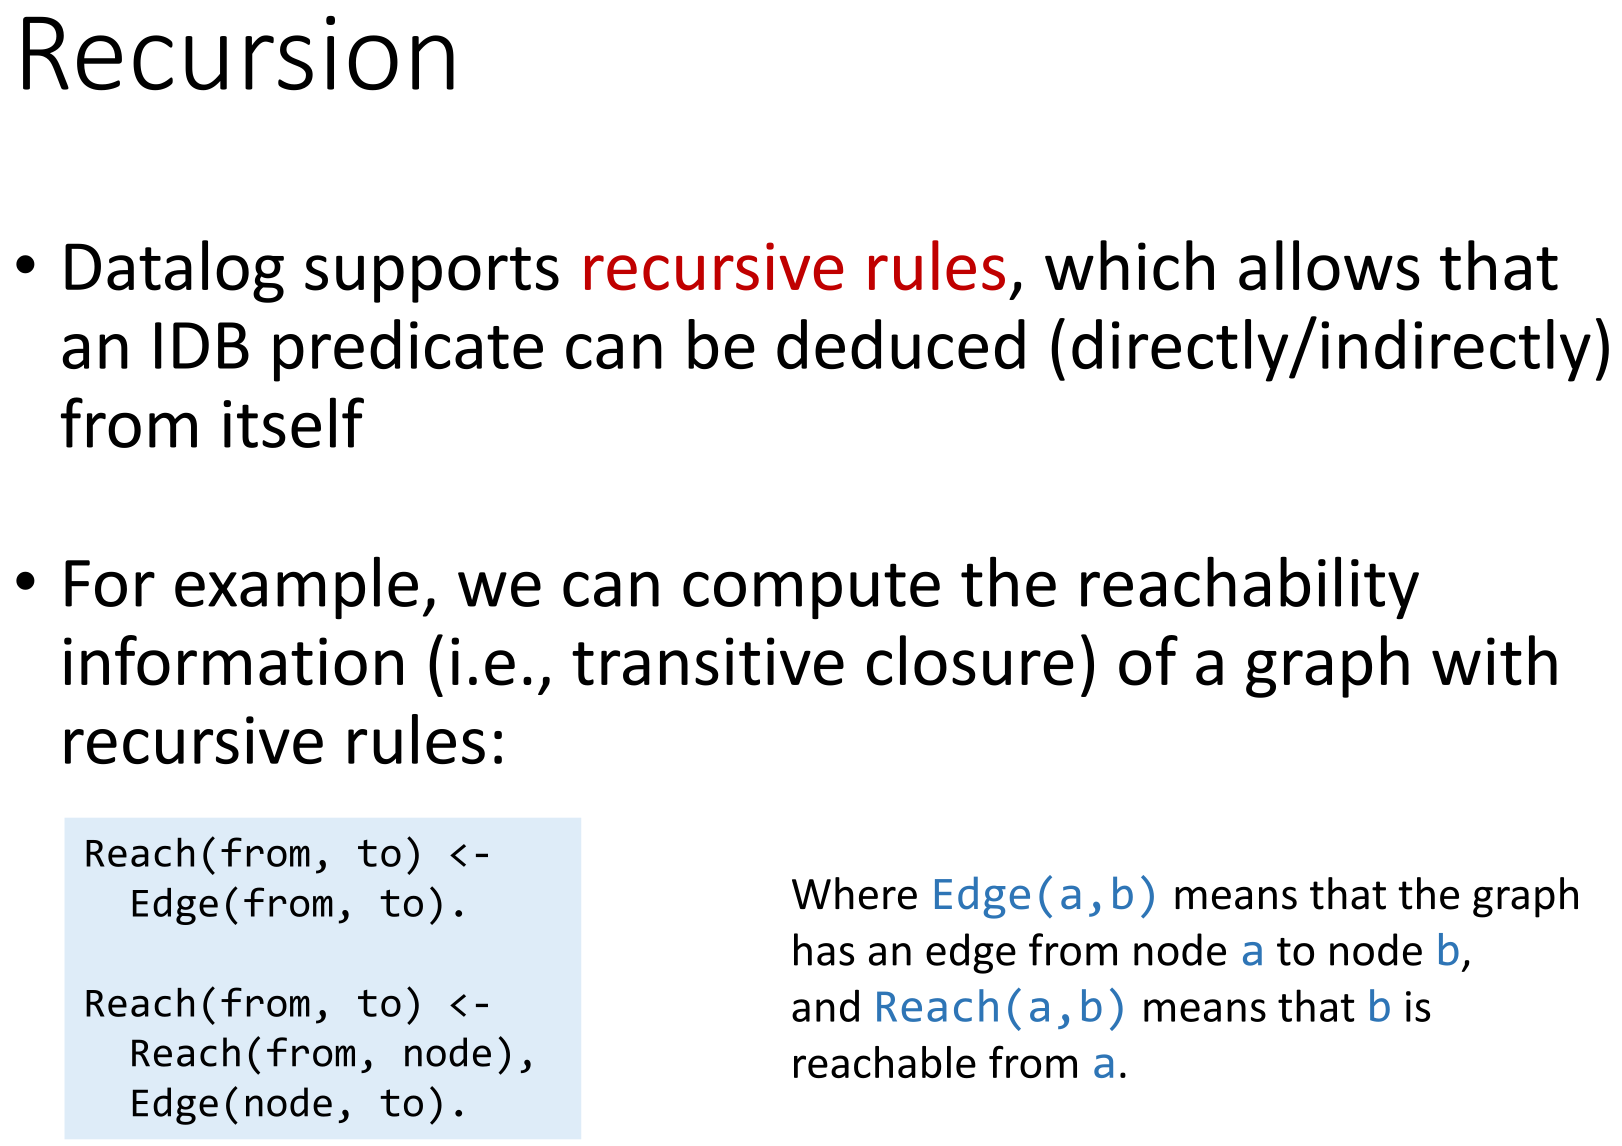 Recursion
• Datalog supports recursive rules, which allows that
an IDB predicate can be deduced (directly/indirectly)
from itself
• For example, we can compute the reachability
information (i.e., transitive closure) of a graph with
recursive rules:
Reach(from, to) <-
Edge(from, to).
Reach(from, to) <-
Reach(from, node),
Edge(node, to).
Where Edge(a,b) means that the graph
has an edge from node a to node b,
and Reach(a,b) means that b is
reachable from a.